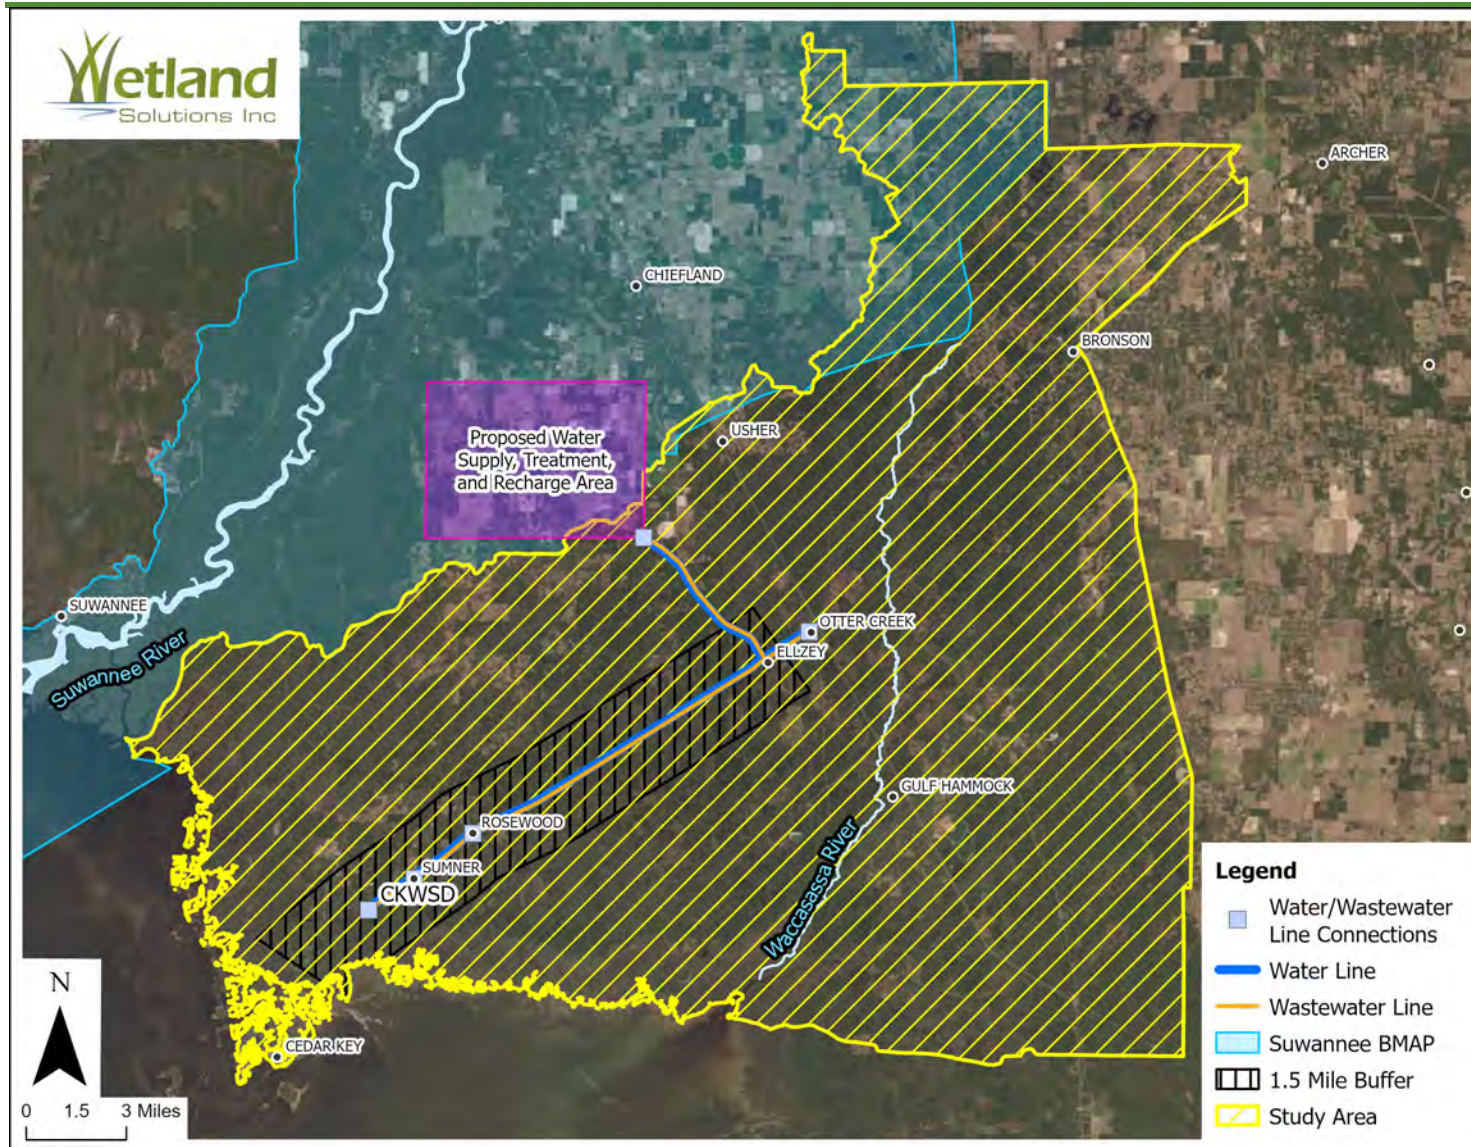 Wetland
Solutions Inc
ARCHER
CHIEFLAND
BRONSON
USHER
Proposed Water
Supply, Treatment,
and Recharge Area
SUWANNEE
Suwannee River
OTTER CREEK
ELLZEY
GULF HAMMOCK
ROSEWOOD
SUMNER
CKWSD
Waccasassa River
CEDAR KEY
N
0 1.5 3 Miles
Legend
Water/Wastewater
Line Connections
Water Line
Wastewater Line
Suwannee BMAP
1.5 Mile Buffer
Study Area